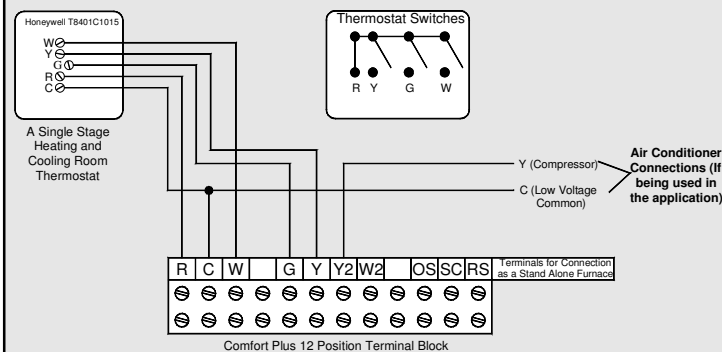 Honeywell T8401C1015
W
Y
G
R
C
A Single Stage
Heating and
Cooling Room
Thermostat
Thermostat Switches
R Y G W
Y (Compressor)
C (Low Voltage
Common)
Air Conditioner
Connections (If
being used in
the application)
R C W G Y Y2 W2 OS SC RS
Terminals for Connection
as a Stand Alone Furnace
Comfort Plus 12 Position Terminal Block